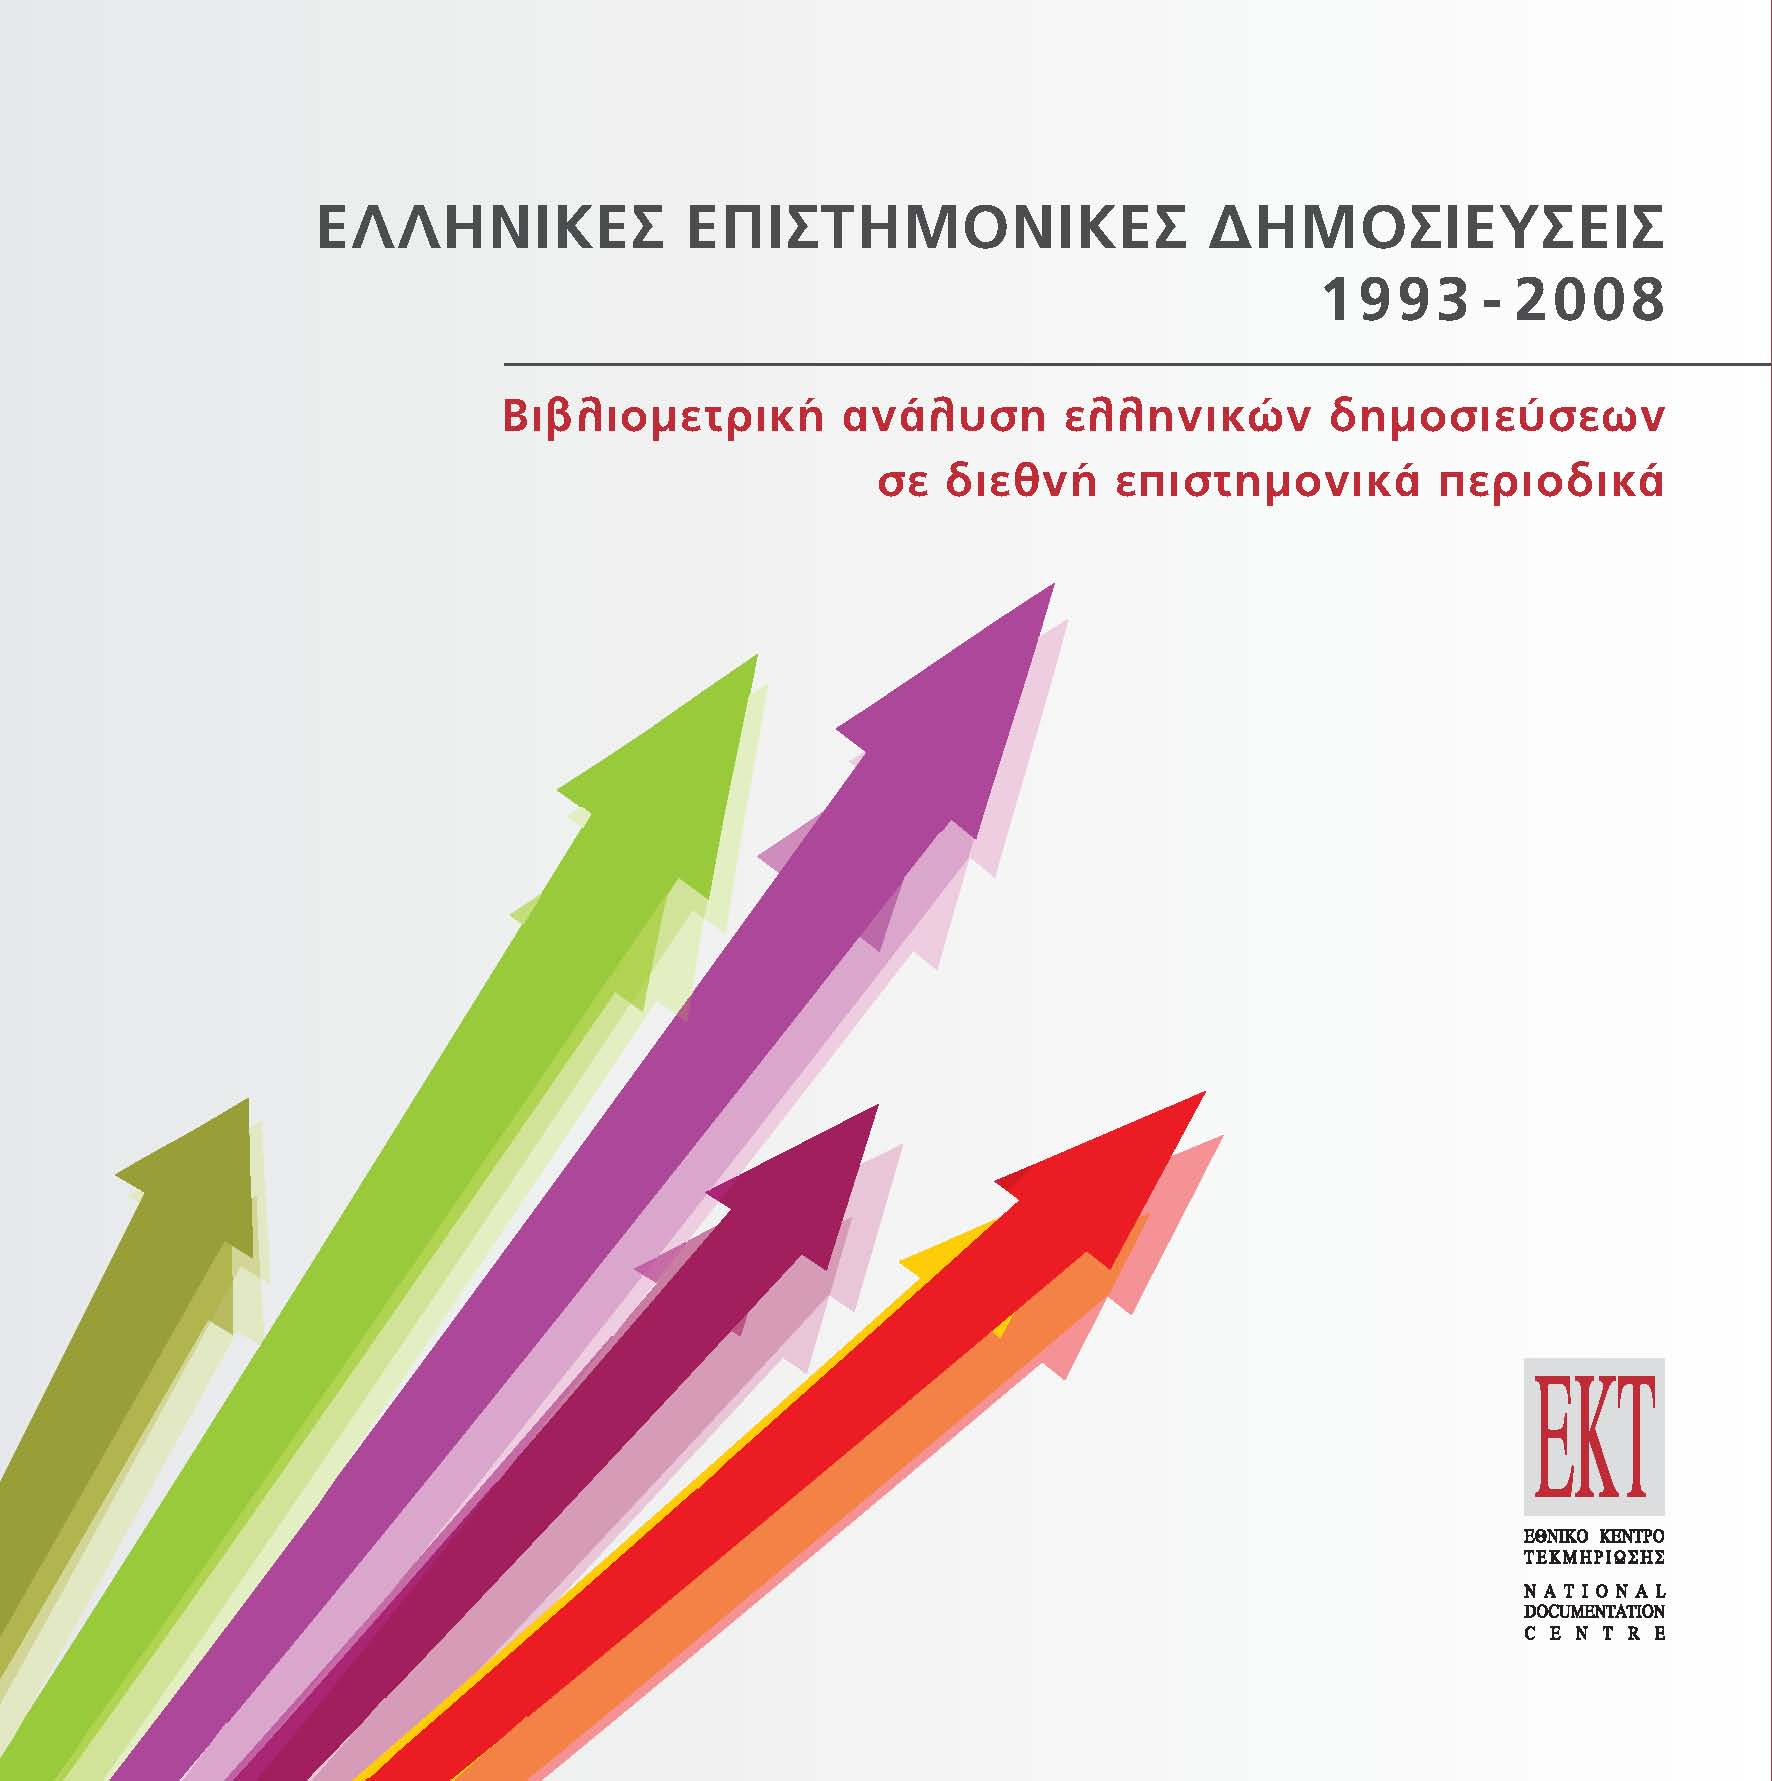 ΕΛΛΗΝΙΚΕΣ ΕΠΙΣΤΗΜΟΝΙΚΕΣ ΔΗΜΟΣΙΕΥΣΕΙΣ
1993 - 2008
Βιβλιομετρική ανάλυση ελληνικών δημοσιεύσεων
σε διεθνή επιστημονικά περιοδικά
ΕΚΤ
ΕΘΝΙΚΟ ΚΕΝΤΡΟ
ΤΕΚΜΗΡΙΩΣΗΣ
NATIONAL
DOCUMENTATION
CENTRE